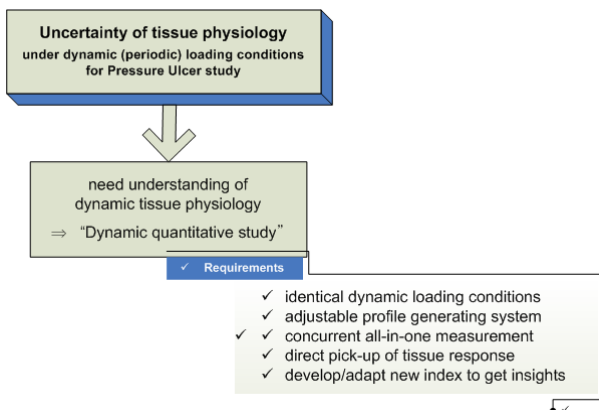 Uncertainty of tissue physiology
under dynamic (periodic) loading conditions
for Pressure Ulcer study
need understanding of
dynamic tissue physiology
⇒ “Dynamic quantitative study”
✓ Requirements
✓ identical dynamic loading conditions
✓ adjustable profile generating system
✓ ✓ concurrent all-in-one measurement
✓ direct pick-up of tissue response
✓ develop/adapt new index to get insights
✓